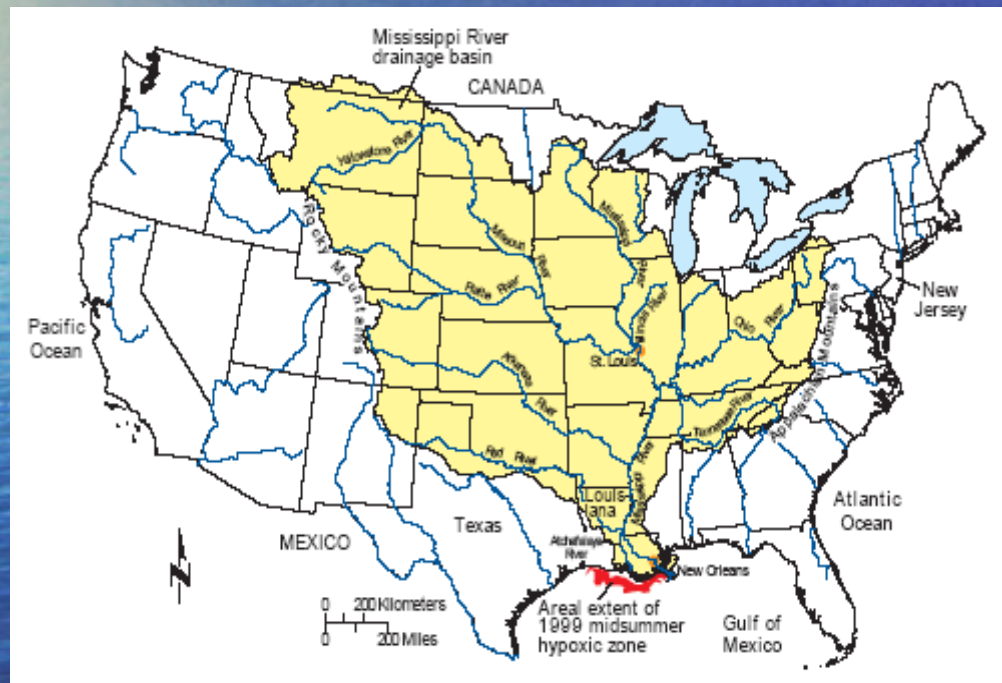 Mississippi River
drainage basin
CANADA
Yellowstone River
Rocky Mountains
Missouri
River
Mississippi
River
Platte River
Illinois River
Ohio River
New
Jersey
Pacific
Ocean
St. Louis
Appalachian Mountains
Arkansas
River
Tennessee River
Red River
Mississippi River
Louis-
iana
Atlantic
Ocean
Texas
MEXICO
Atchafalaya
River
New Orleans
N
0 200 Kilometers
0 200 Miles
Areal extent of
1999 midsummer
hypoxic zone
Gulf of
Mexico